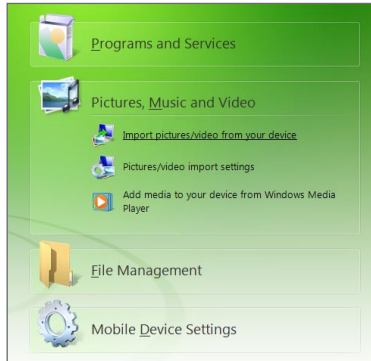 Programs and Services
Pictures, Music and Video
Import pictures/video from your device
Pictures/video import settings
Add media to your device from Windows Media
Player
File Management
Mobile Device Settings